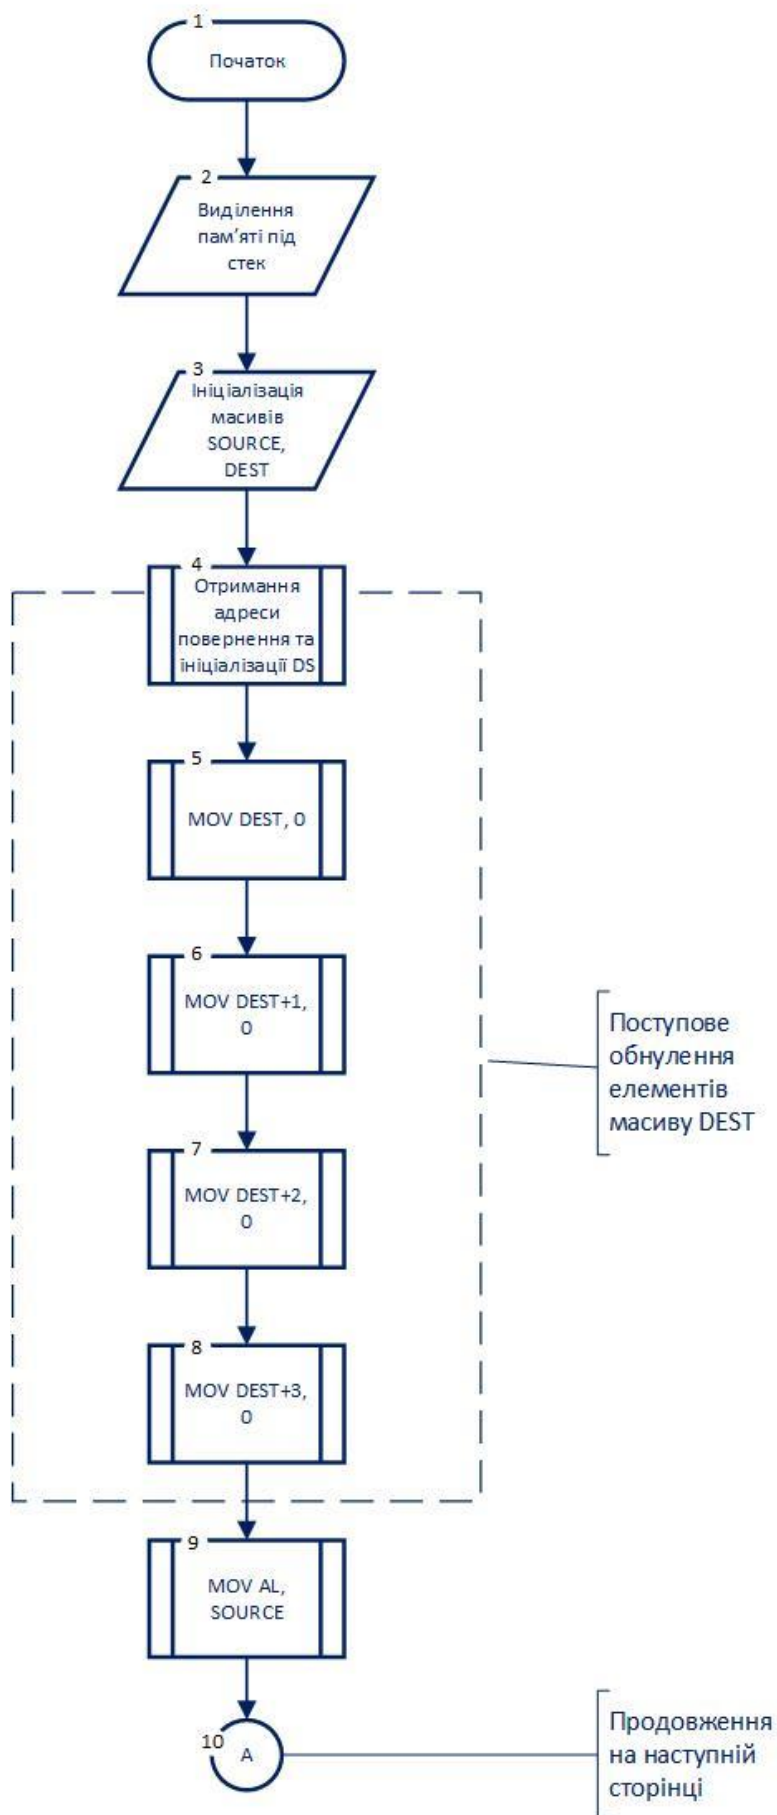 1
Початок
2
Виділення
пам’яті під
стек
3
Ініціалізація
масивів
SOURCE,
DEST
4
Отримання
адреси
повернення та
ініціалізації DS
5
MOV DEST, 0
6
MOV DEST+1,
0
Поступове
обнулення
елементів
масиву DEST
7
MOV DEST+2,
0
8
MOV DEST+3,
0
9
MOV AL,
SOURCE
10
A
Продовження
на наступній
сторінці